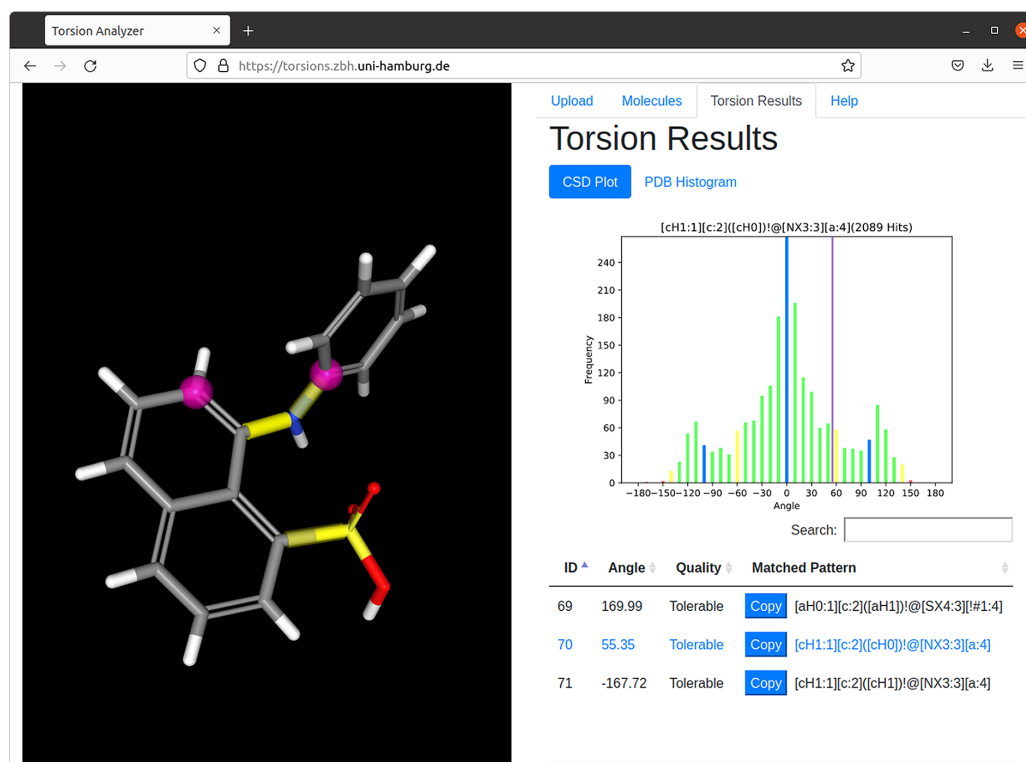 Torsion Analyzer × +
https://torsions.zbh.uni-hamburg.de
Upload Molecules Torsion Results Help
Torsion Results
CSD Plot PDB Histogram
[cH1:1][c:2]([cH0])!@[NX3:3][a:4](2089 Hits)
Frequency
240
210
180
150
120
90
60
30
0
−180 −150 −120 −90 −60 −30 0 30 60 90 120 150 180
Angle
Search:
ID Angle Quality Matched Pattern
69 169.99 Tolerable Copy [aH0:1][c:2]([aH1])!@[SX4:3][!#1:4]
70 55.35 Tolerable Copy [cH1:1][c:2]([cH0])!@[NX3:3][a:4]
71 -167.72 Tolerable Copy [cH1:1][c:2]([cH1])!@[NX3:3][a:4]